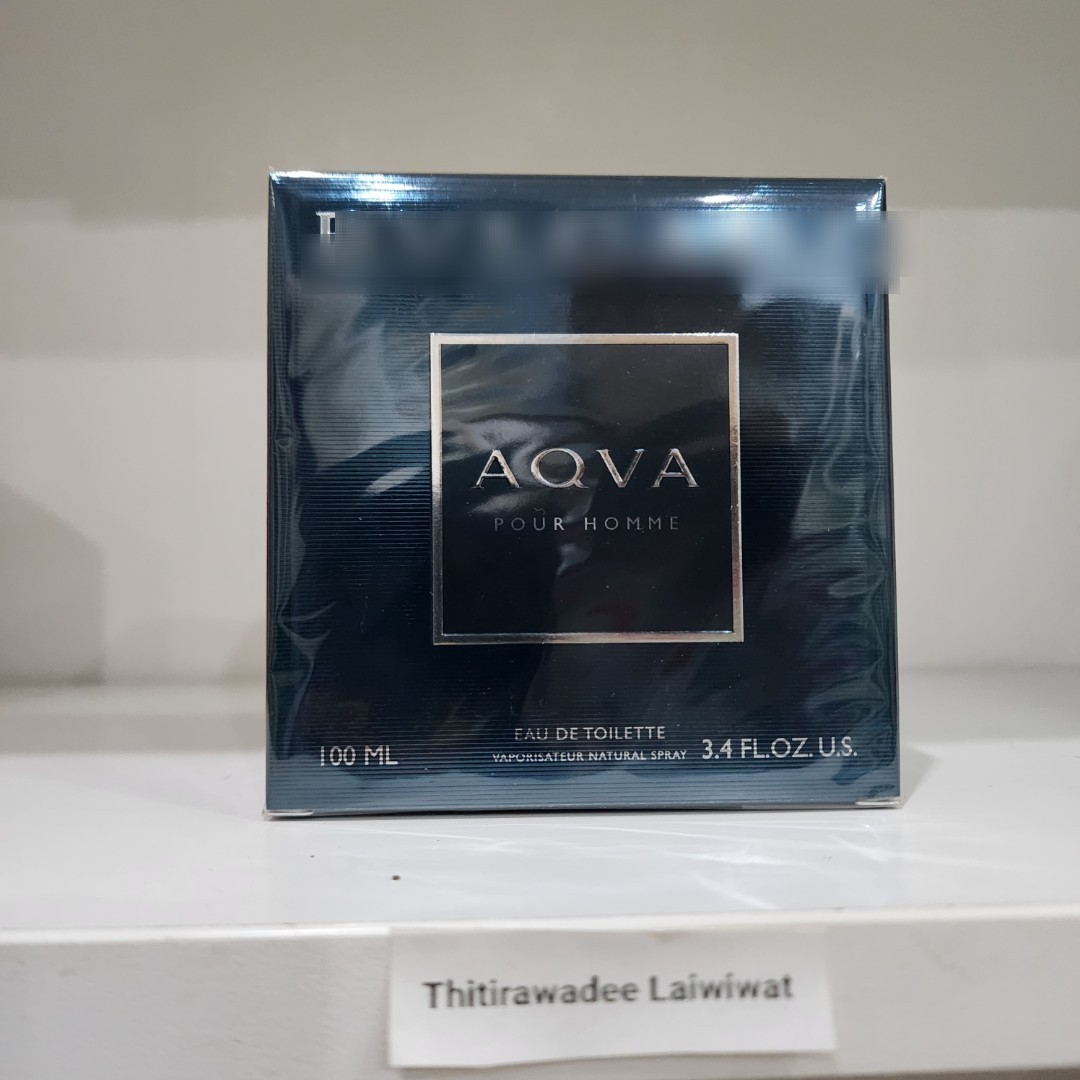 AQVA
POUR HOMME
EAU DE TOILETTE
100 ML VAPORISATEUR NATURAL SPRAY 3.4 FL.OZ. U.S.
Thitirawadee Laiwiwat